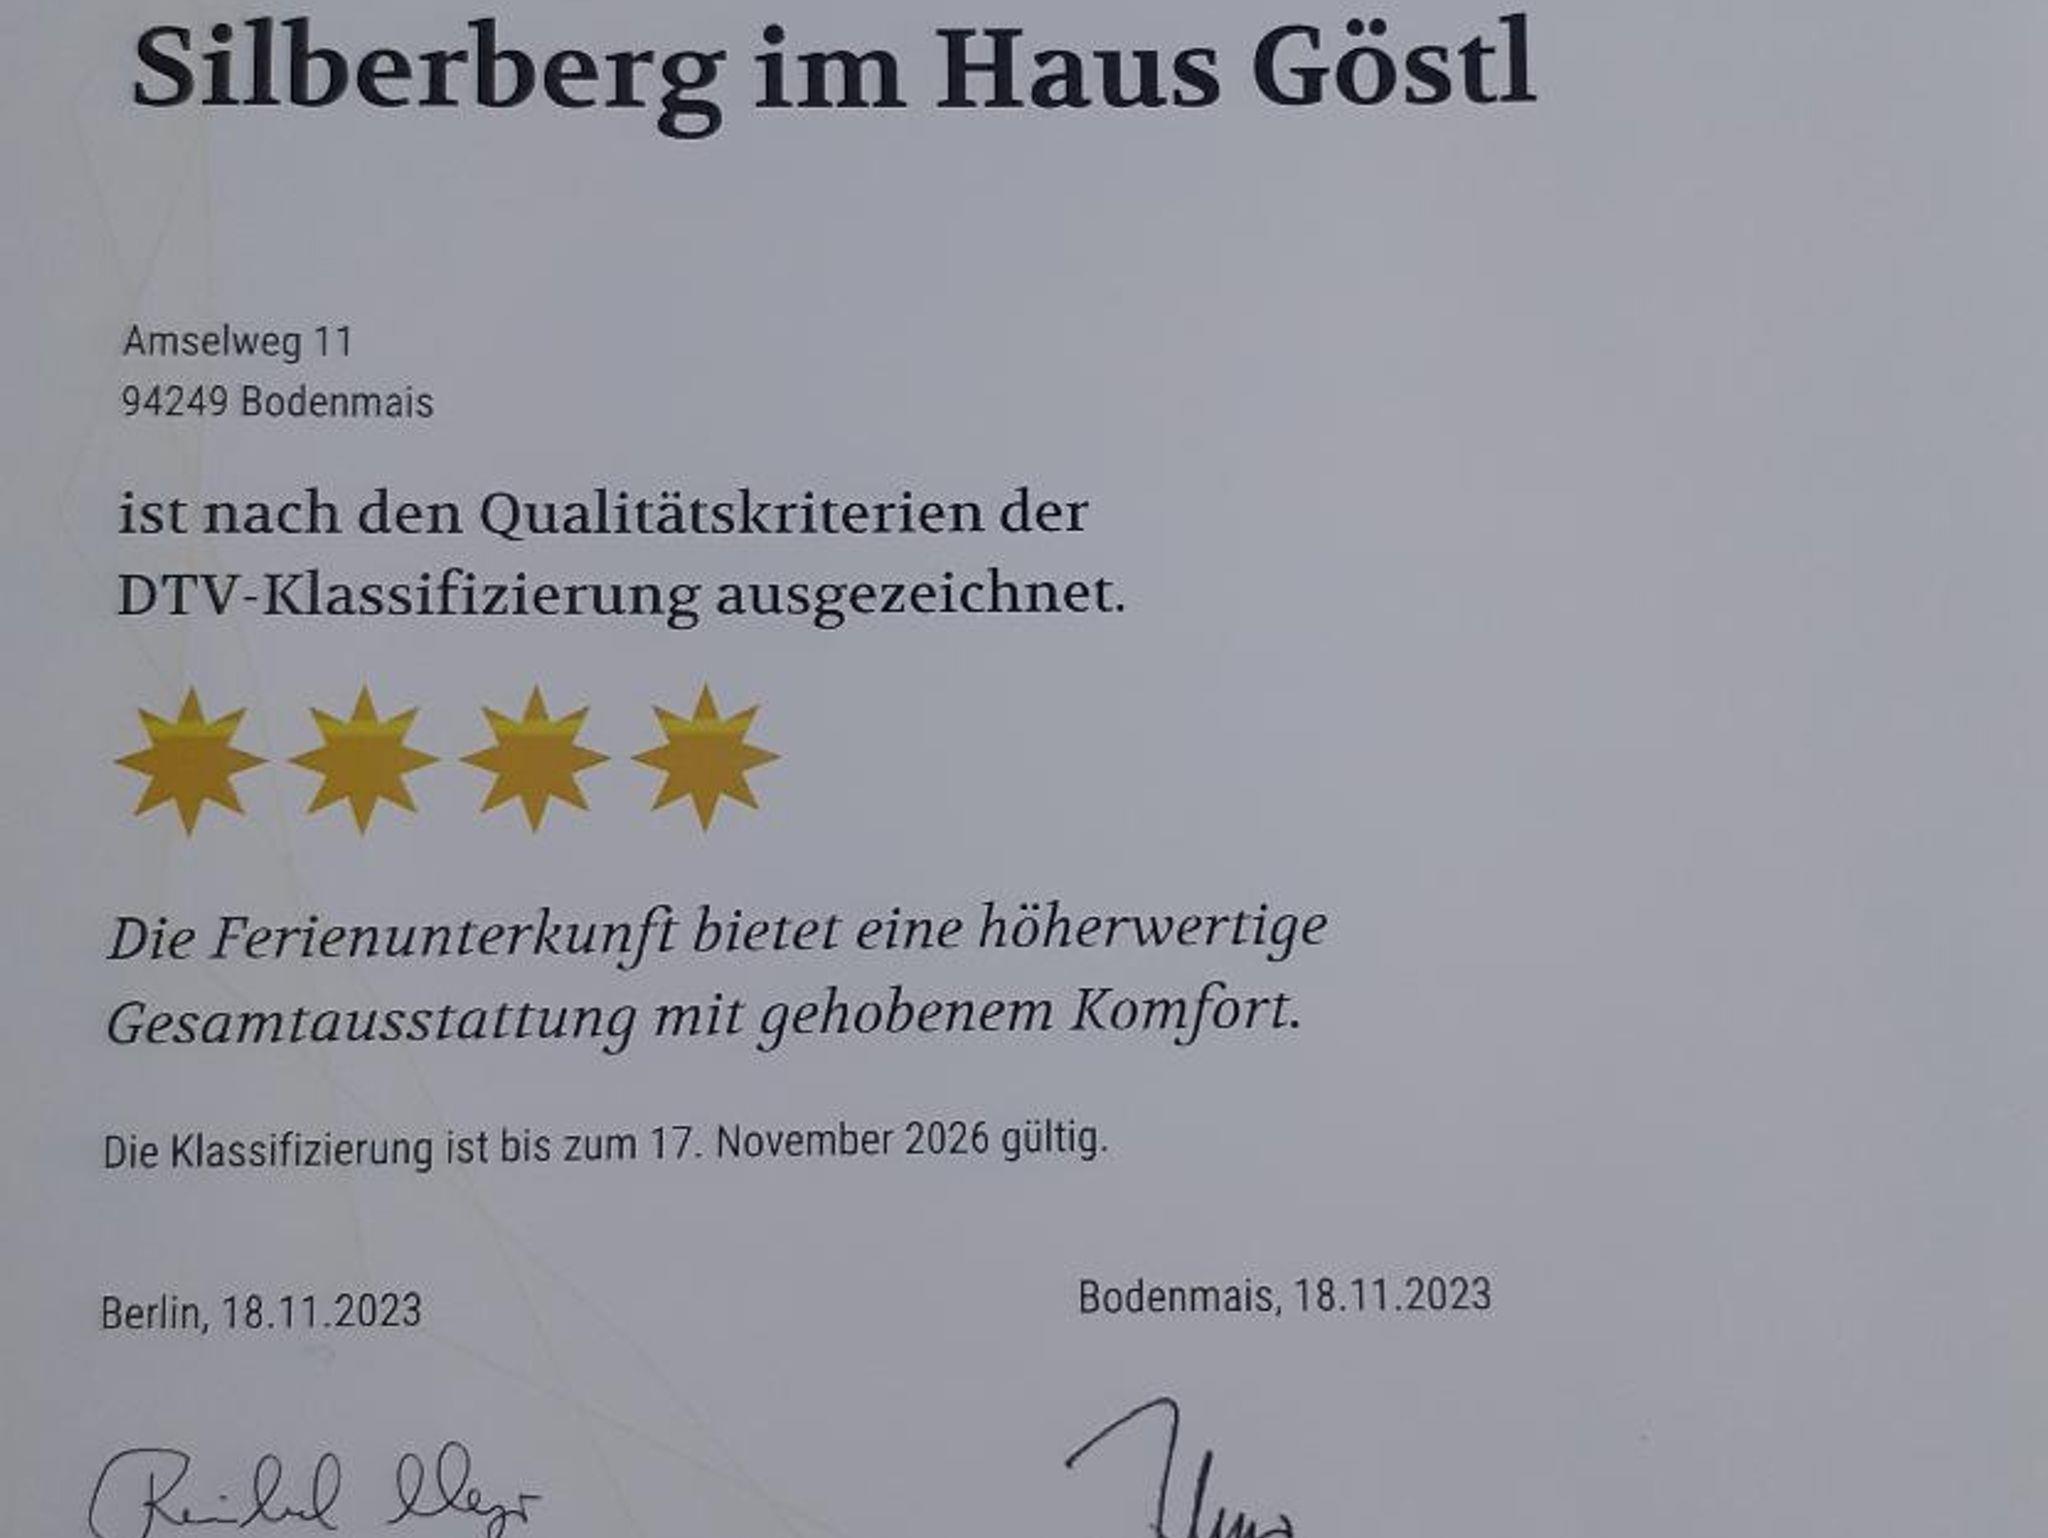 Silberberg im Haus Göstl
Amselweg 11
94249 Bodenmais
ist nach den Qualitätskriterien der
DTV-Klassifizierung ausgezeichnet.
Die Ferienunterkunft bietet eine höherwertige
Gesamtausstattung mit gehobenem Komfort.
Die Klassifizierung ist bis zum 17. November 2026 gültig.
Berlin, 18.11.2023
Bodenmais, 18.11.2023